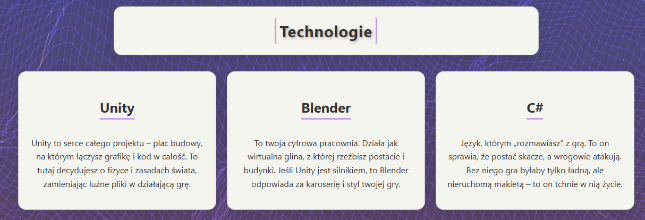 Technologie
Unity
Unity to serce całego projektu – plac budowy,
na którym łączysz grafikę i kod w całość. To
tutaj decydujesz o fizyce i zasadach świata,
zamieniając luźne pliki w działającą grę.
Blender
To twoja cyfrowa pracownia. Działa jak
wirtualna glina, z której rzeźbisz postacie i
budynki. Jeśli Unity jest silnikiem, to Blender
odpowiada za karoserię i styl twojej gry.
C#
Język, którym „rozmawiasz” z grą. To on
sprawia, że postać skacze, a wrogowie atakują.
Bez niego gra byłaby tylko ładną, ale
nieruchomą makietą – to on tchnie w nią życie.